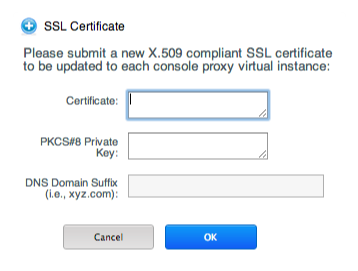 SSL Certificate
Please submit a new X.509 compliant SSL certificate
to be updated to each console proxy virtual instance:
Certificate:
PKCS#8 Private
Key:
DNS Domain Suffix
(i.e., xyz.com):
Cancel
OK